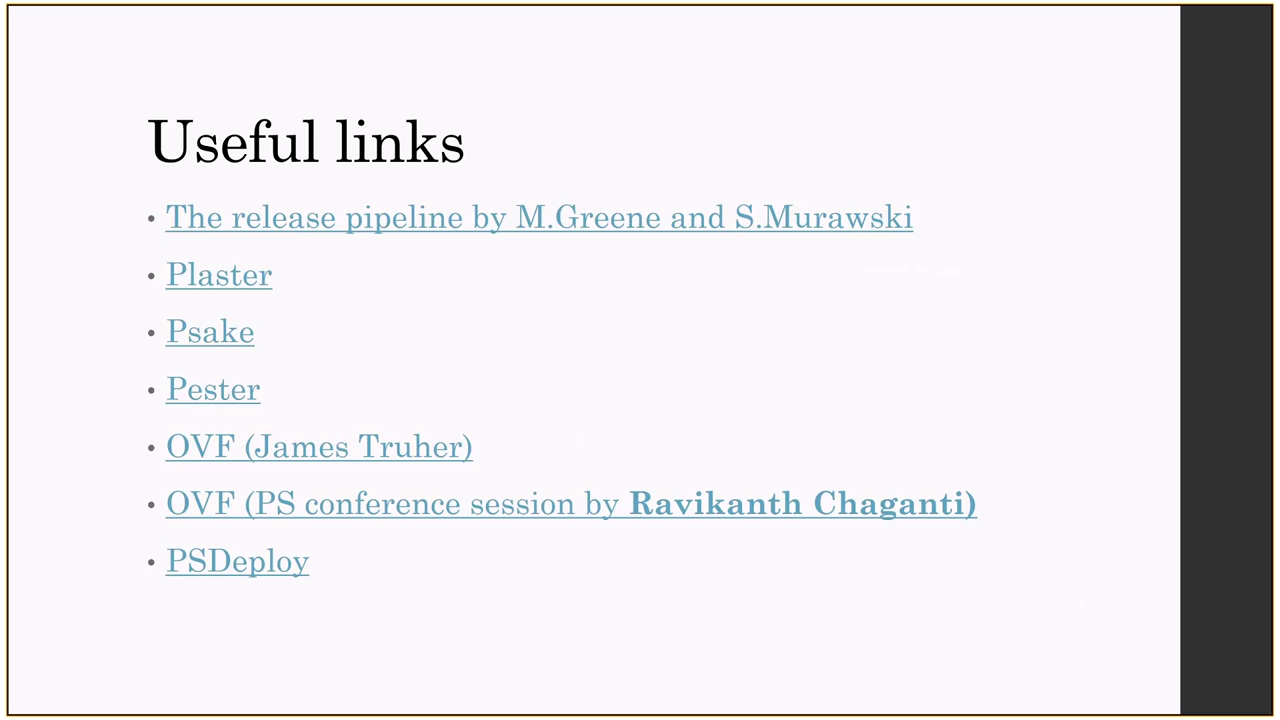 Useful links
• The release pipeline by M.Greene and S.Murawski
• Plaster
• Psake
• Pester
• OVF (James Truher)
• OVF (PS conference session by Ravikanth Chaganti)
• PSDeploy